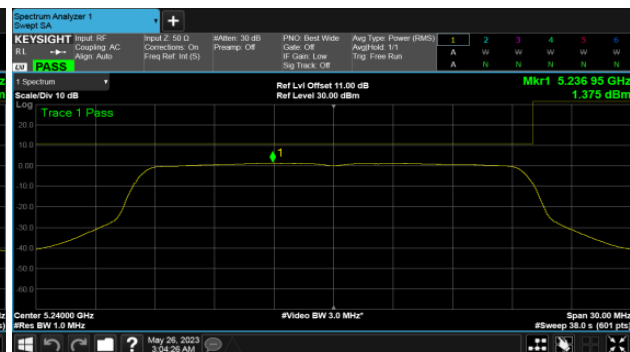 Spectrum Analyzer 1
Swept SA
+
KEYSIGHT
RL
Input: RF
Coupling: AC
Align: Auto
Input Z: 50 Ω
Corrections: On
Freq Ref: Int (S)
#Atten: 30 dB
Preamp: Off
PNO: Best Wide
Gate: Off
IF Gain: Low
Sig Track: Off
Avg Type: Power (RMS)
Avg|Hold: 1/1
Trig: Free Run
1 2 3 4 5 6
A W W W W W
A N N N N N
LXI PASS
1 Spectrum
Scale/Div 10 dB
Ref Lvl Offset 11.00 dB
Ref Level 30.00 dBm
Mkr1 5.236 95 GHz
1.375 dBm
Log
Trace 1 Pass
20.0
10.0
0.00
-10.0
-20.0
-30.0
-40.0
-50.0
-60.0
1
Center 5.24000 GHz
#Res BW 1.0 MHz
#Video BW 3.0 MHz*
Span 30.00 MHz
#Sweep 38.0 s (601 pts)
?
May 26, 2023
3:04:26 AM